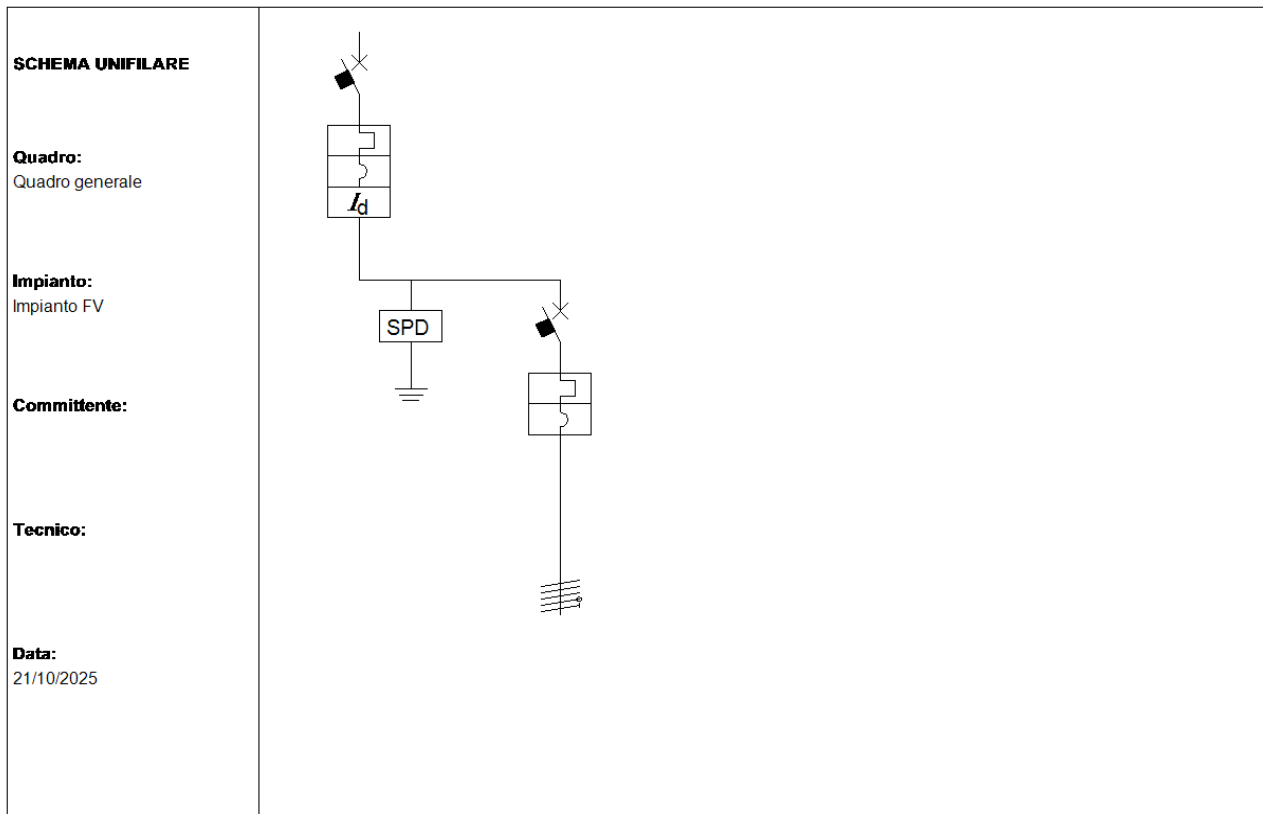 SCHEMA UNIFILARE
Quadro:
Quadro generale
Impianto:
Impianto FV
Committente:
Tecnico:
Data:
21/10/2025
Id
SPD